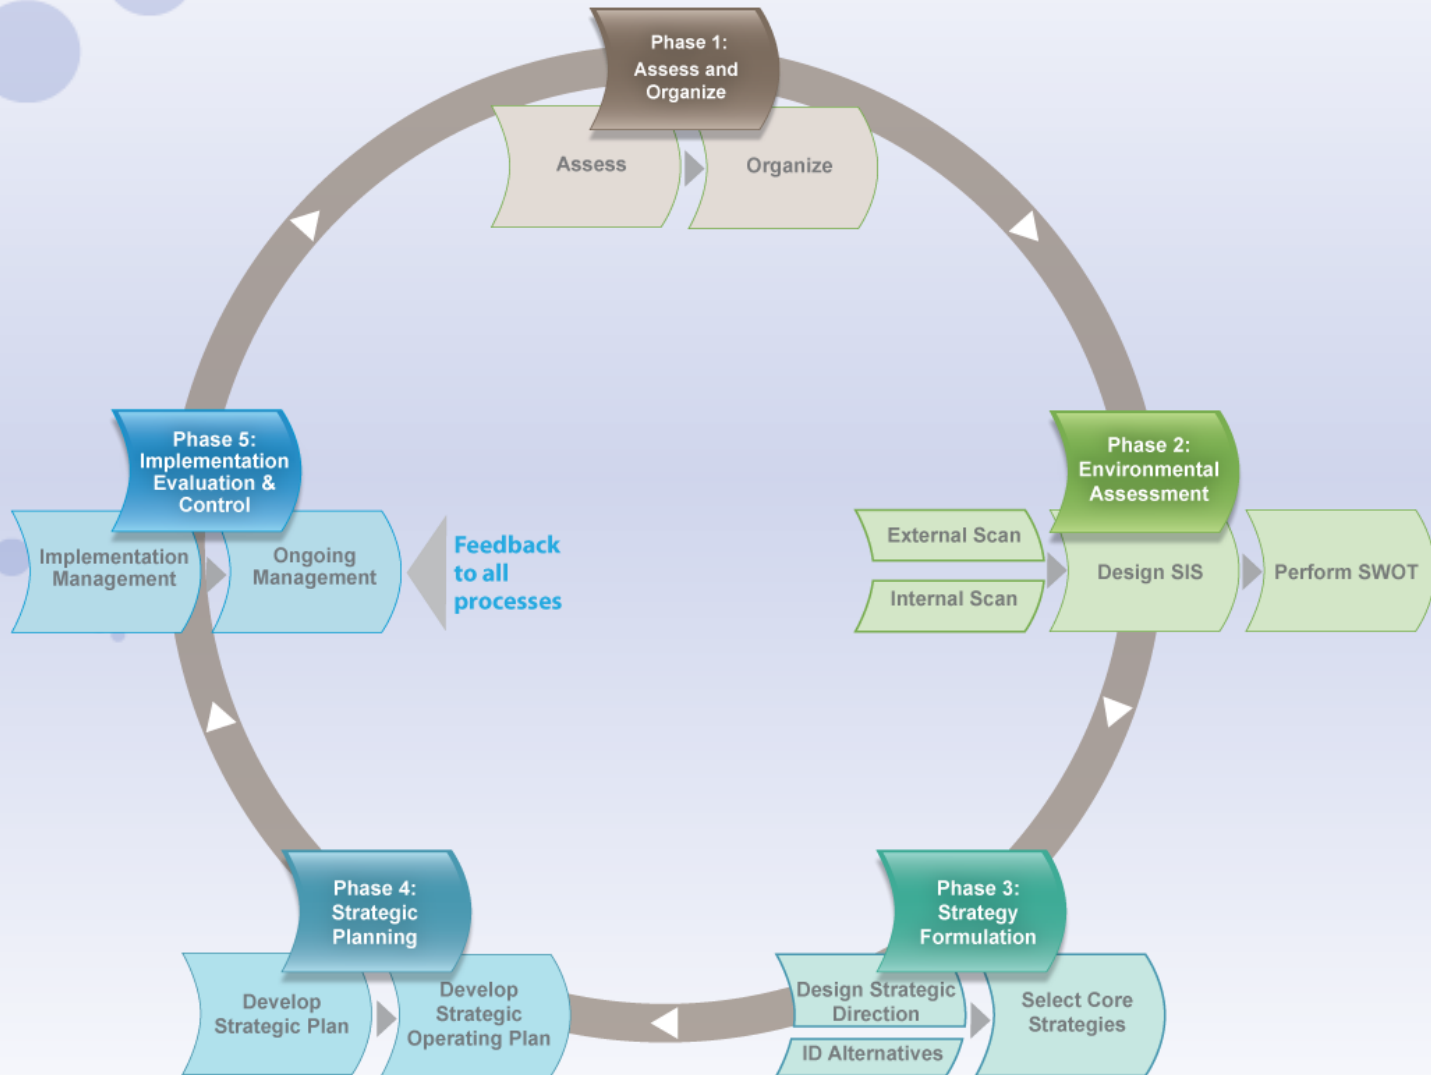 Phase 1:
Assess and
Organize
Assess
Organize
Phase 5:
Implementation
Evaluation &
Control
Implementation
Management
Ongoing
Management
Feedback
to all
processes
Phase 2:
Environmental
Assessment
External Scan
Internal Scan
Design SIS
Perform SWOT
Phase 4:
Strategic
Planning
Develop
Strategic Plan
Develop
Strategic
Operating Plan
Phase 3:
Strategy
Formulation
Design Strategic
Direction
ID Alternatives
Select Core
Strategies